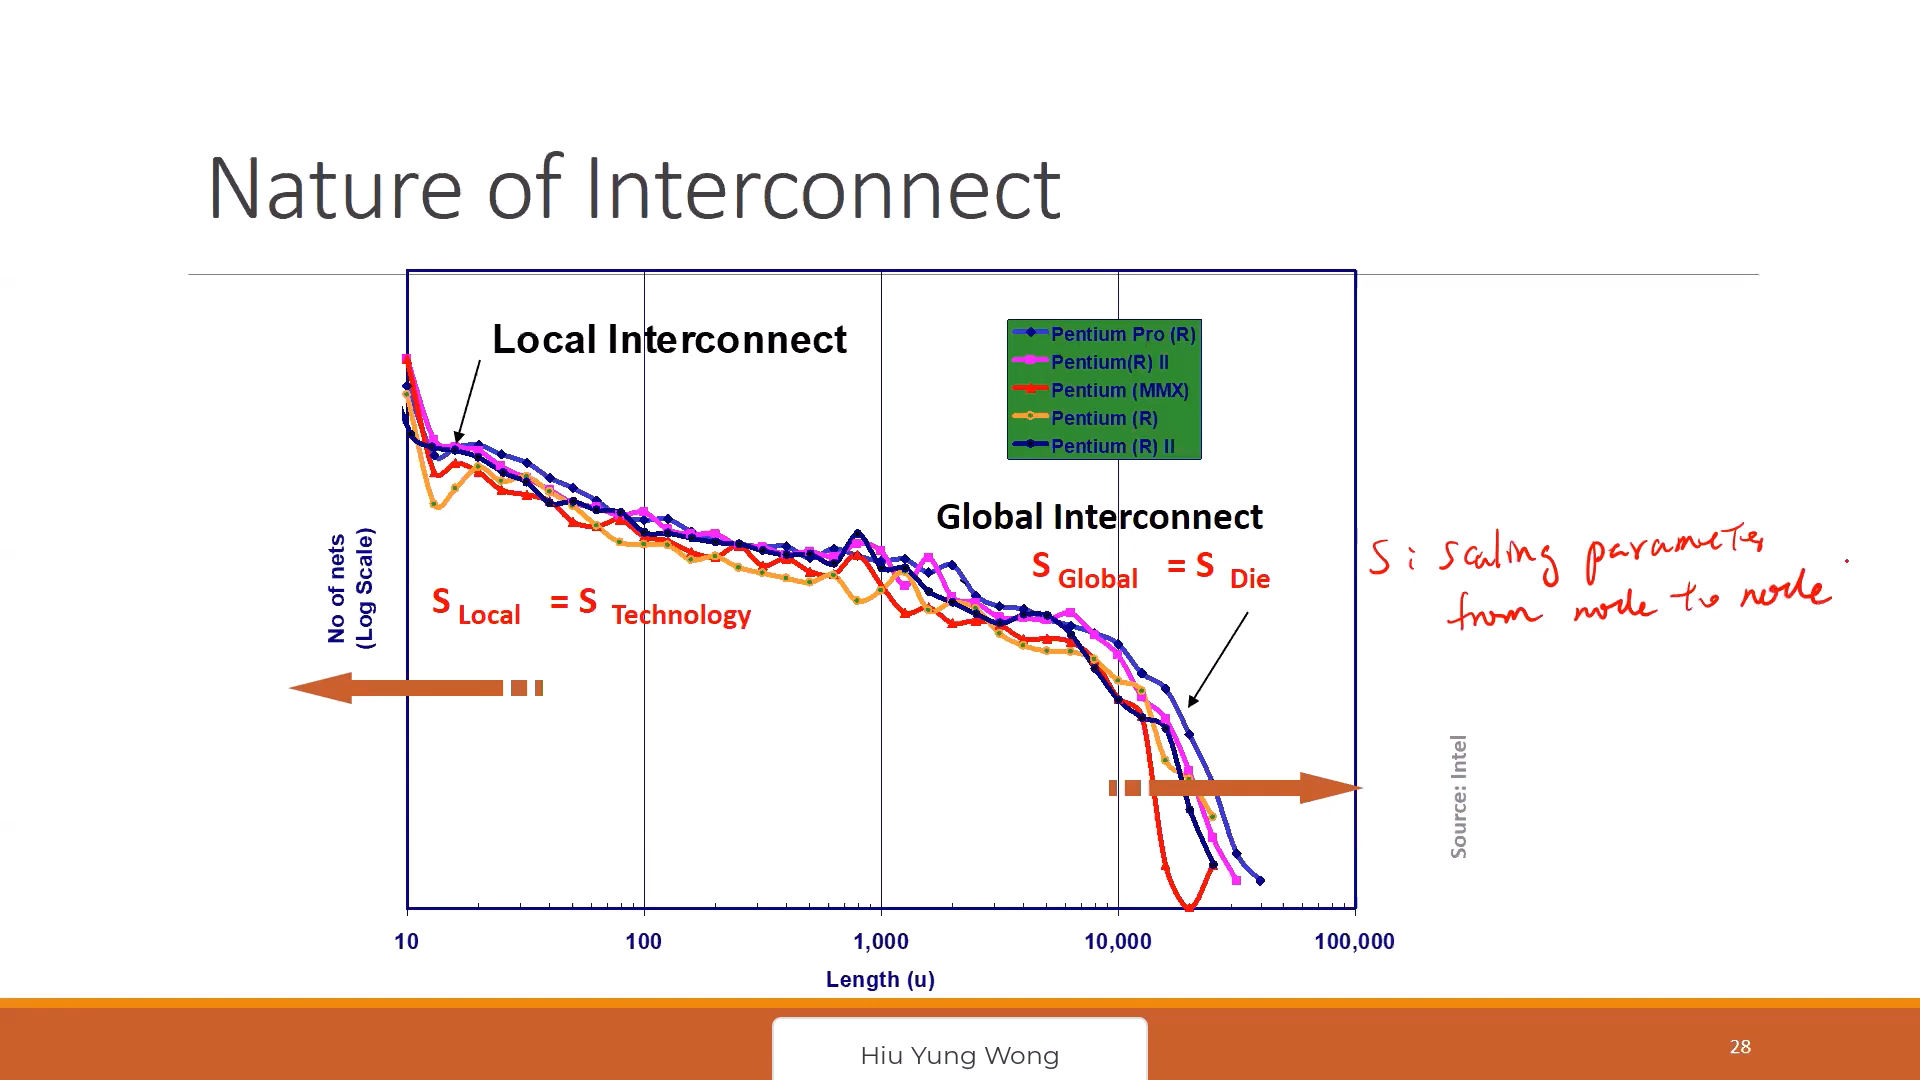 Nature of Interconnect
Local Interconnect
Pentium Pro (R)
Pentium(R) II
Pentium (MMX)
Pentium (R)
Pentium (R) II
Global Interconnect
S Global = S Die
S Local = S Technology
S : scaling parameter
from node to node
No of nets
(Log Scale)
Source: Intel
10 100 1,000 10,000 100,000
Length (u)
Hiu Yung Wong
28